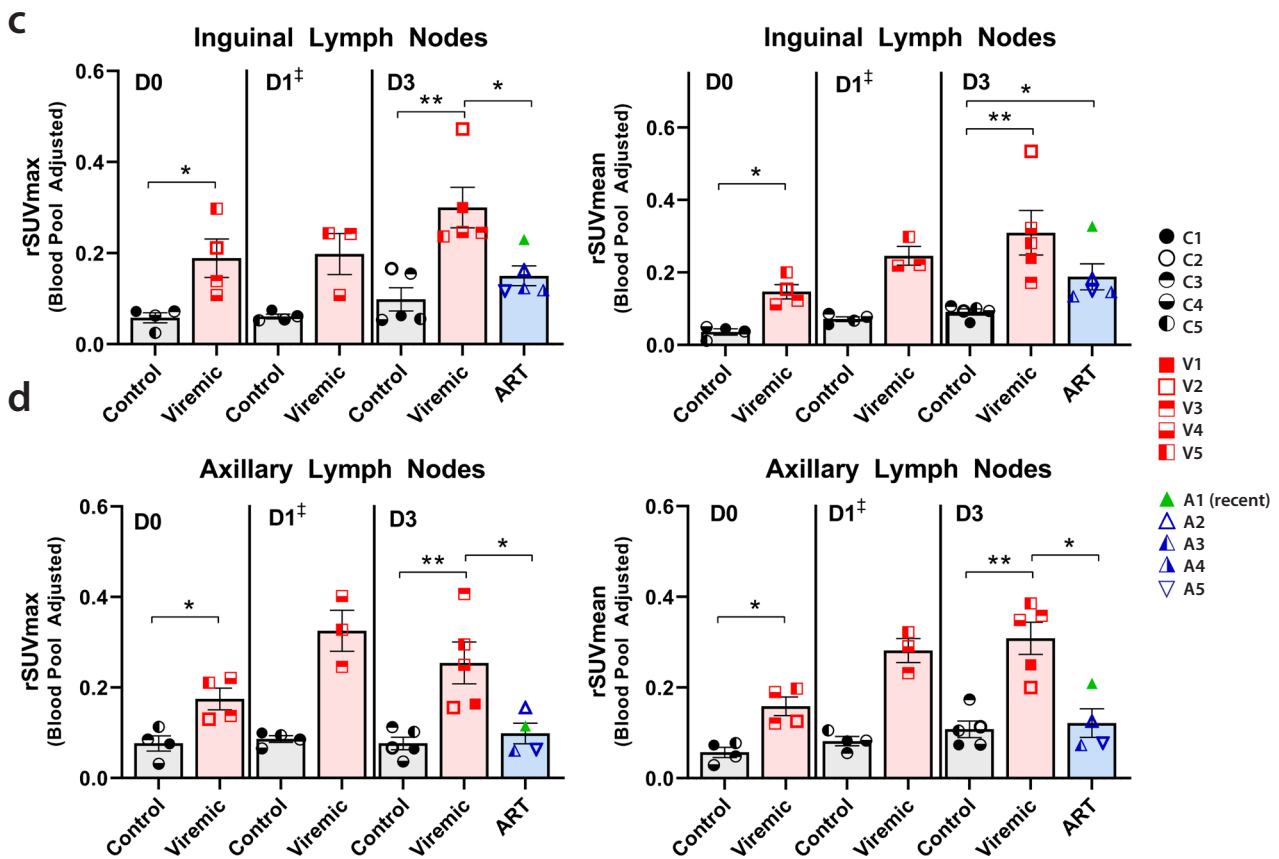 c
Inguinal Lymph Nodes
rSUVmax
(Blood Pool Adjusted)
0.6
0.4
0.2
0.0
D0
D1‡
D3
*
**
*
Control
Viremic
Control
Viremic
Control
Viremic
ART
Inguinal Lymph Nodes
rSUVmean
(Blood Pool Adjusted)
0.6
0.4
0.2
0.0
D0
D1‡
D3
*
*
**
Control
Viremic
Control
Viremic
Control
Viremic
ART
C1
C2
C3
C4
C5
V1
V2
V3
V4
V5
A1 (recent)
A2
A3
A4
A5
d
Axillary Lymph Nodes
rSUVmax
(Blood Pool Adjusted)
0.6
0.4
0.2
0.0
D0
D1‡
D3
*
**
*
Control
Viremic
Control
Viremic
Control
Viremic
ART
Axillary Lymph Nodes
rSUVmean
(Blood Pool Adjusted)
0.6
0.4
0.2
0.0
D0
D1‡
D3
*
**
*
Control
Viremic
Control
Viremic
Control
Viremic
ART